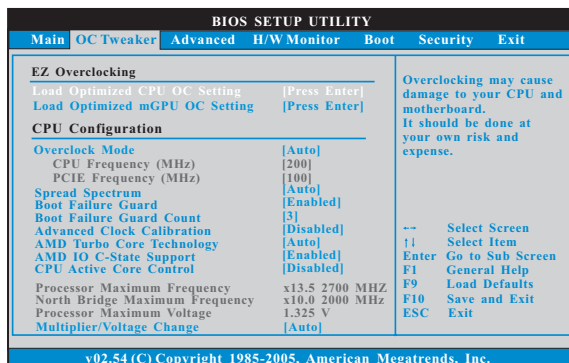 BIOS SETUP UTILITY
Main OC Tweaker Advanced H/W Monitor Boot Security Exit
EZ Overclocking
Load Optimized CPU OC Setting [Press Enter]
Load Optimized mGPU OC Setting [Press Enter]
CPU Configuration
Overclock Mode [Auto]
CPU Frequency (MHz) [200]
PCIE Frequency (MHz) [100]
Spread Spectrum [Auto]
Boot Failure Guard [Enabled]
Boot Failure Guard Count [3]
Advanced Clock Calibration [Disabled]
AMD Turbo Core Technology [Auto]
AMD IO C-State Support [Enabled]
CPU Active Core Control [Disabled]
Processor Maximum Frequency x13.5 2700 MHZ
North Bridge Maximum Frequency x10.0 2000 MHz
Processor Maximum Voltage 1.325 V
Multiplier/Voltage Change [Auto]
Overclocking may cause
damage to your CPU and
motherboard.
It should be done at
your own risk and
expense.
←→ Select Screen
↑↓ Select Item
Enter Go to Sub Screen
F1 General Help
F9 Load Defaults
F10 Save and Exit
ESC Exit
v02.54 (C) Copyright 1985-2005, American Megatrends, Inc.